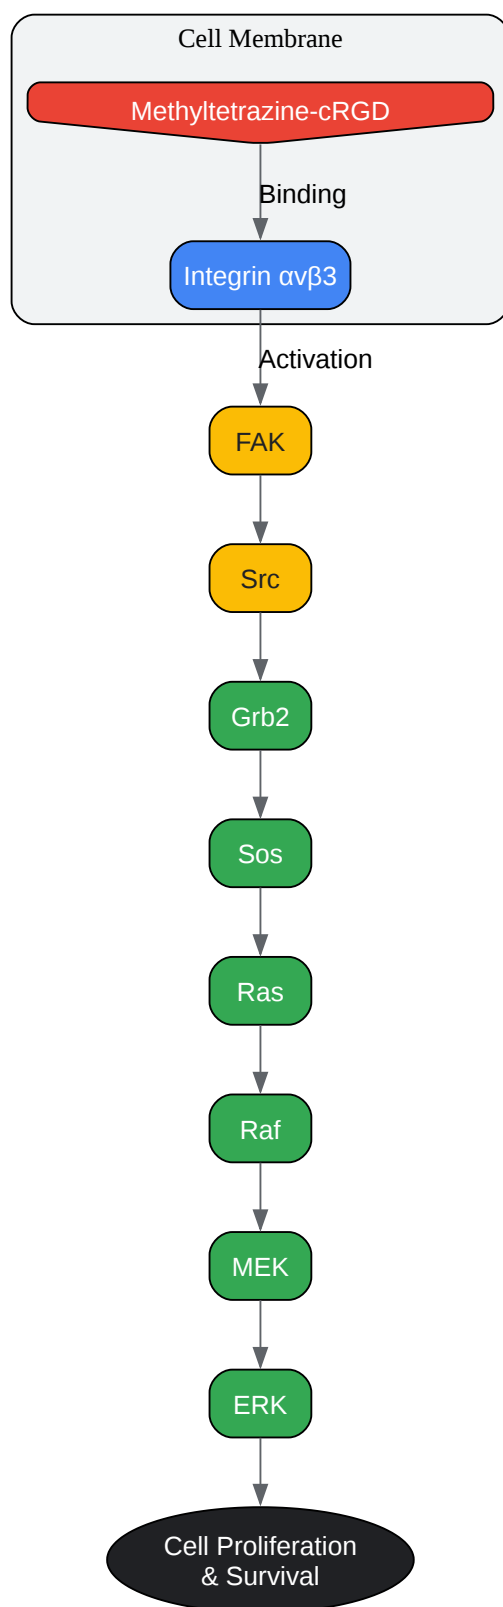 Cell Membrane
Methyltetrazine-cRGD
Binding
Integrin αvβ3
Activation
FAK
Src
Grb2
Sos
Ras
Raf
MEK
ERK
Cell Proliferation
& Survival